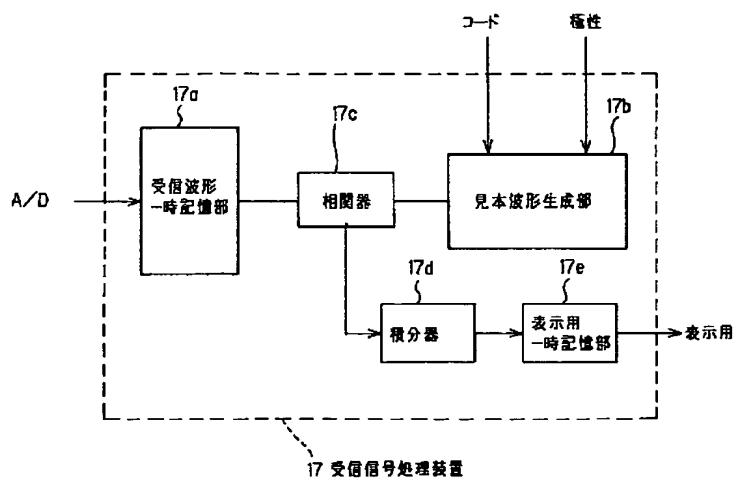 コード
極性
17a
17c
17b
A/D
受信波形
一時記憶部
相関器
見本波形生成部
17d
17e
積分器
表示用
一時記憶部
表示用
17 受信信号処理装置